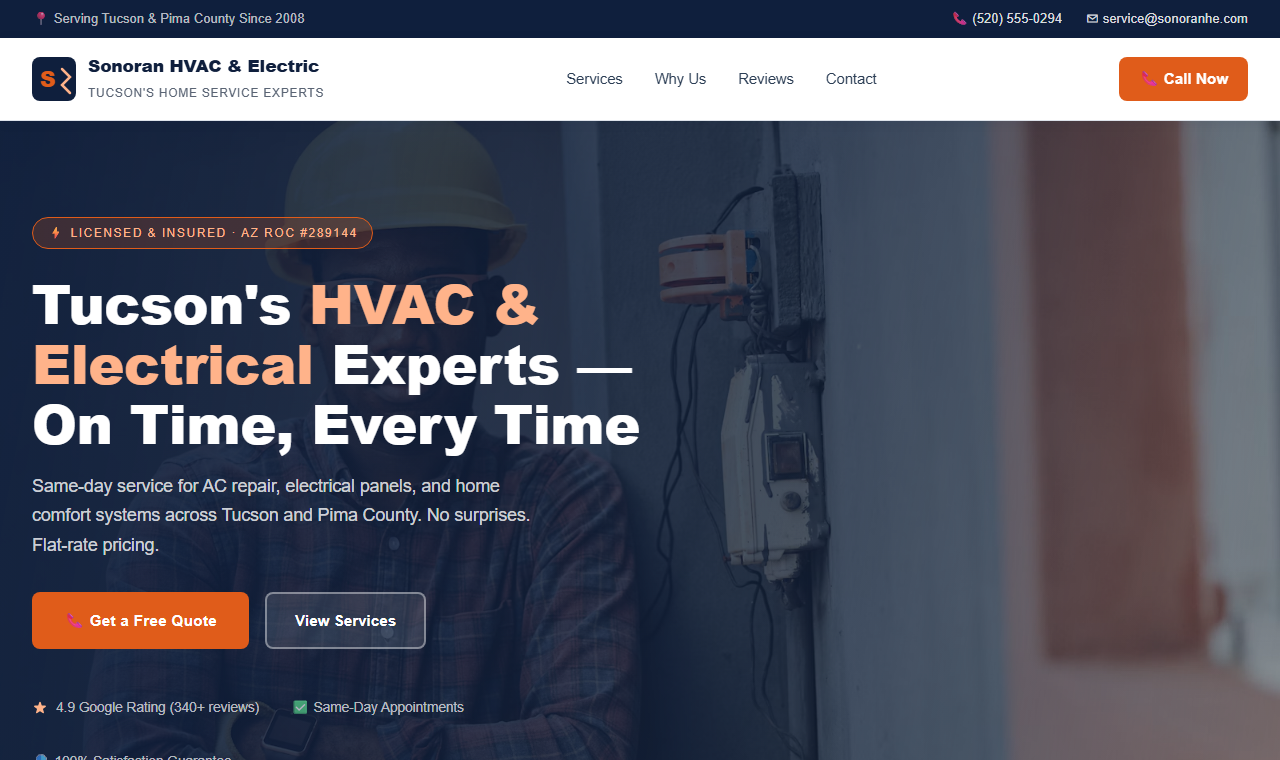 Serving Tucson & Pima County Since 2008
(520) 555-0294
service@sonoranhe.com
S
Sonoran HVAC & Electric
TUCSON'S HOME SERVICE EXPERTS
Services
Why Us
Reviews
Contact
Call Now
LICENSED & INSURED · AZ ROC #289144
Tucson's HVAC &
Electrical Experts —
On Time, Every Time
Same-day service for AC repair, electrical panels, and home
comfort systems across Tucson and Pima County. No surprises.
Flat-rate pricing.
Get a Free Quote
View Services
4.9 Google Rating (340+ reviews)
Same-Day Appointments
100% Satisfaction Guarantee